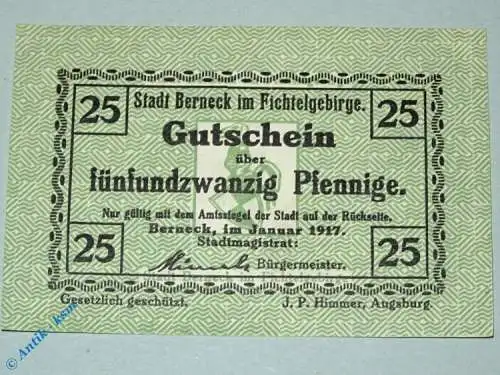 25 Stadt Berneck im Fichtelgebirge. 25
Gutschein
über
fünfundzwanzig Pfennige.
Nur gültig mit dem Amtssiegel der Stadt auf der Rückseite.
Berneck, im Januar 1917.
25 Stadtmagistrat: 25
Bürgermeister.
Gesetzlich geschützt. J. P. Himmer, Augsburg.
© Antik-ksm